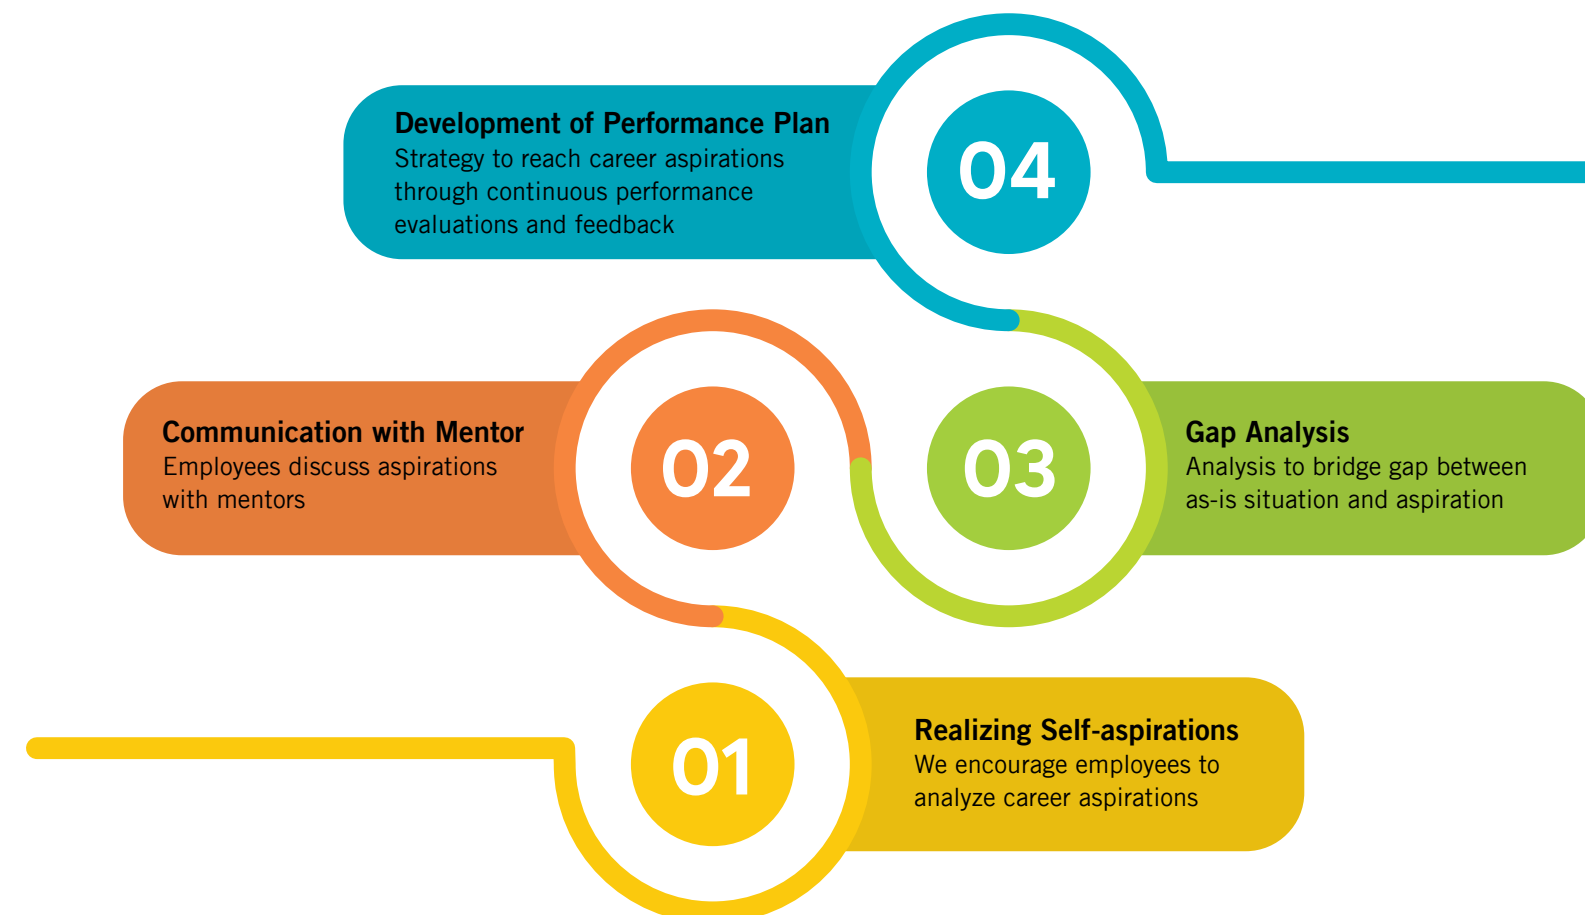 Development of Performance Plan
Strategy to reach career aspirations
through continuous performance
evaluations and feedback
04
Communication with Mentor
Employees discuss aspirations
with mentors
02
03
Gap Analysis
Analysis to bridge gap between
as-is situation and aspiration
01
Realizing Self-aspirations
We encourage employees to
analyze career aspirations